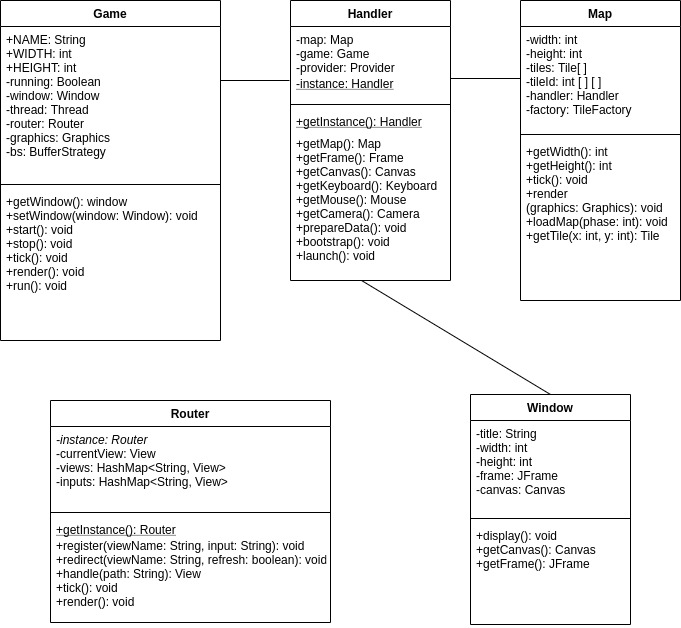 Game
+NAME: String
+WIDTH: int
+HEIGHT: int
-running: Boolean
-window: Window
-thread: Thread
-router: Router
-graphics: Graphics
-bs: BufferStrategy
+getWindow(): window
+setWindow(window: Window): void
+start(): void
+stop(): void
+tick(): void
+render(): void
+run(): void
Handler
-map: Map
-game: Game
-provider: Provider
-instance: Handler
+getInstance(): Handler
+getMap(): Map
+getFrame(): Frame
+getCanvas(): Canvas
+getKeyboard(): Keyboard
+getMouse(): Mouse
+getCamera(): Camera
+prepareData(): void
+bootstrap(): void
+launch(): void
Map
-width: int
-height: int
-tiles: Tile[ ]
-tileId: int [ ] [ ]
-handler: Handler
-factory: TileFactory
+getWidth(): int
+getHeight(): int
+tick(): void
+render
(graphics: Graphics): void
+loadMap(phase: int): void
+getTile(x: int, y: int): Tile
Router
-instance: Router
-currentView: View
-views: HashMap<String, View>
-inputs: HashMap<String, View>
+getInstance(): Router
+register(viewName: String, input: String): void
+redirect(viewName: String, refresh: boolean): void
+handle(path: String): View
+tick(): void
+render(): void
Window
-title: String
-width: int
-height: int
-frame: JFrame
-canvas: Canvas
+display(): void
+getCanvas(): Canvas
+getFrame(): JFrame